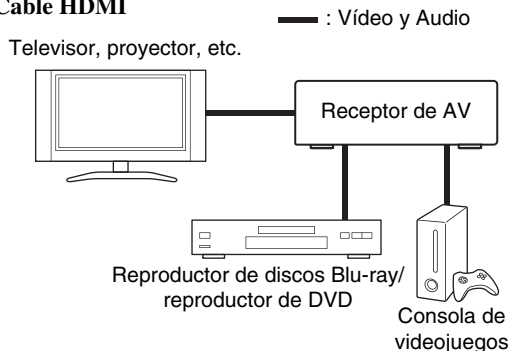 Cable HDMI
: Vídeo y Audio
Televisor, proyector, etc.
Receptor de AV
Reproductor de discos Blu-ray/
reproductor de DVD
Consola de
videojuegos